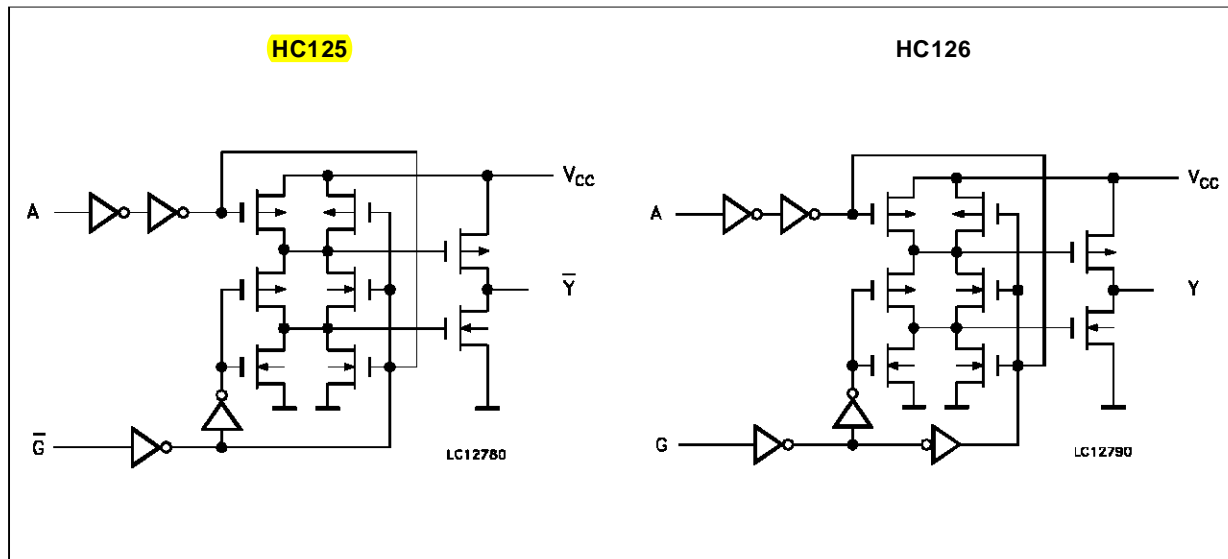 HC125
HC126
A
V_CC
Y̅
G̅
LC12780
A
V_CC
Y
G
LC12790